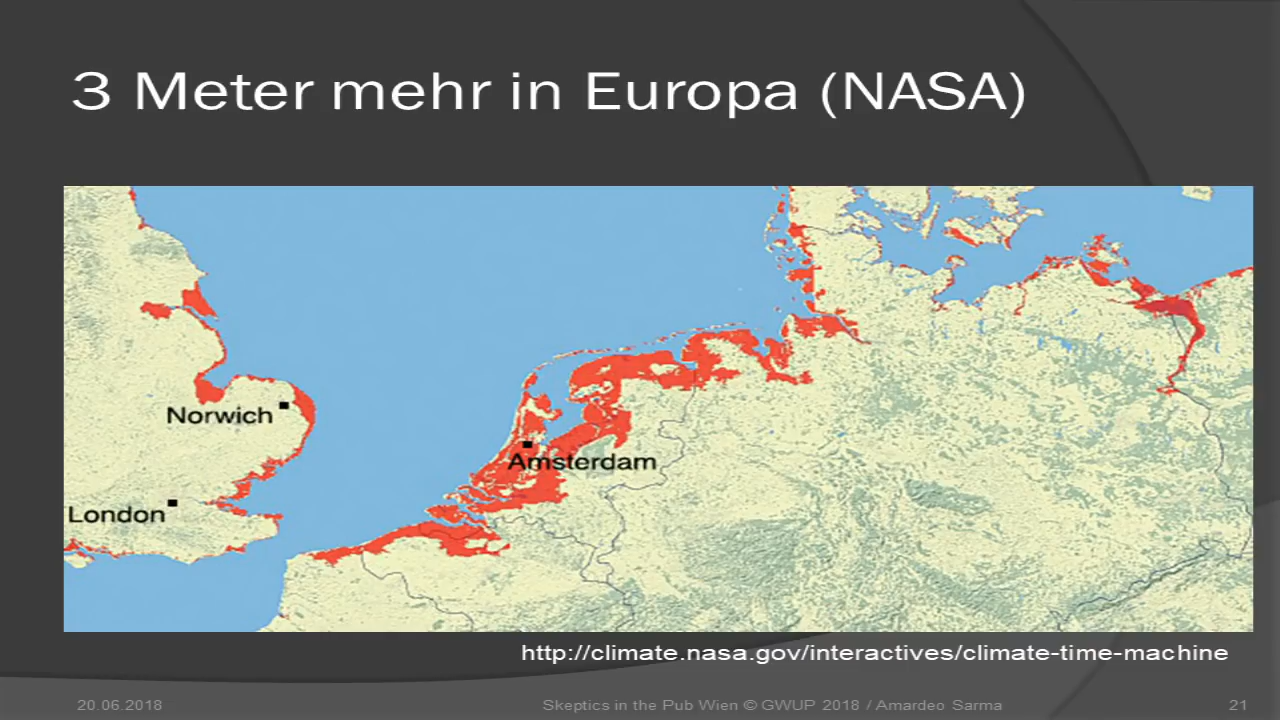 3 Meter mehr in Europa (NASA)
Norwich
Amsterdam
London
http://climate.nasa.gov/interactives/climate-time-machine
20.06.2018
Skeptics in the Pub Wien © GWUP 2018 / Amardeo Sarma
21